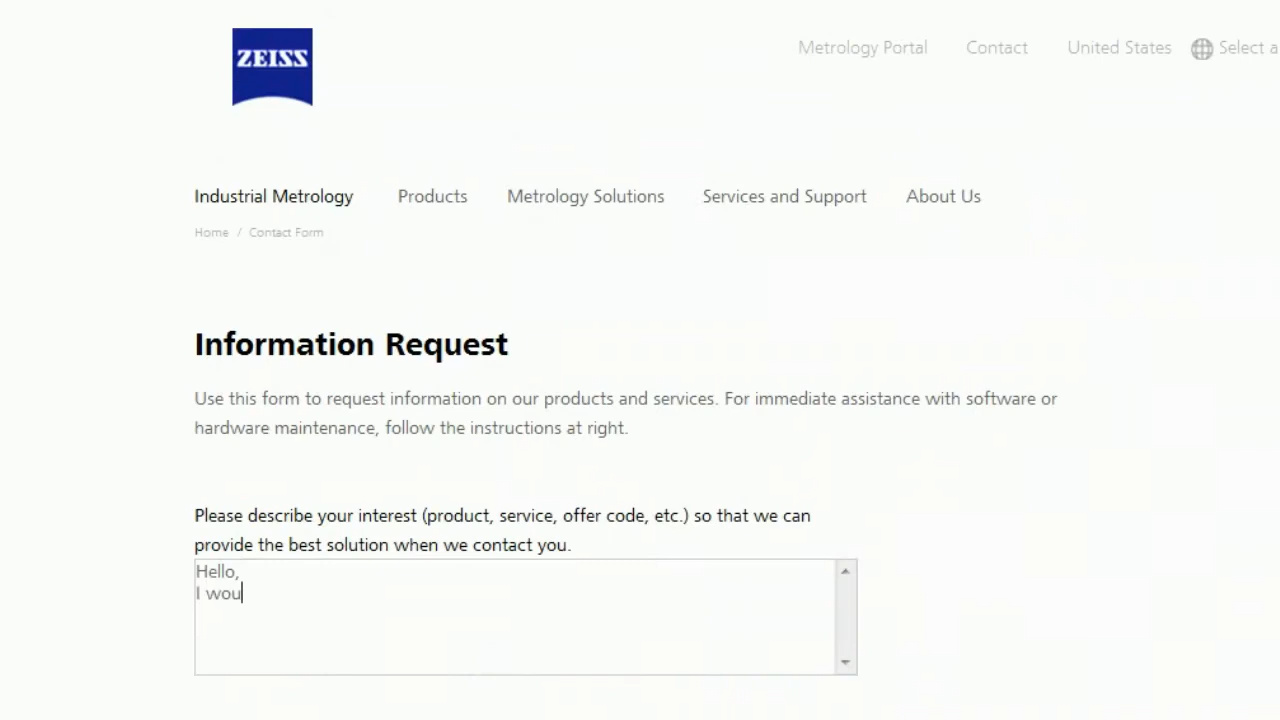 ZEISS
Metrology Portal
Contact
United States
Select a
Industrial Metrology
Products
Metrology Solutions
Services and Support
About Us
Home / Contact Form
Information Request
Use this form to request information on our products and services. For immediate assistance with software or
hardware maintenance, follow the instructions at right.
Please describe your interest (product, service, offer code, etc.) so that we can
provide the best solution when we contact you.
Hello,
I wou